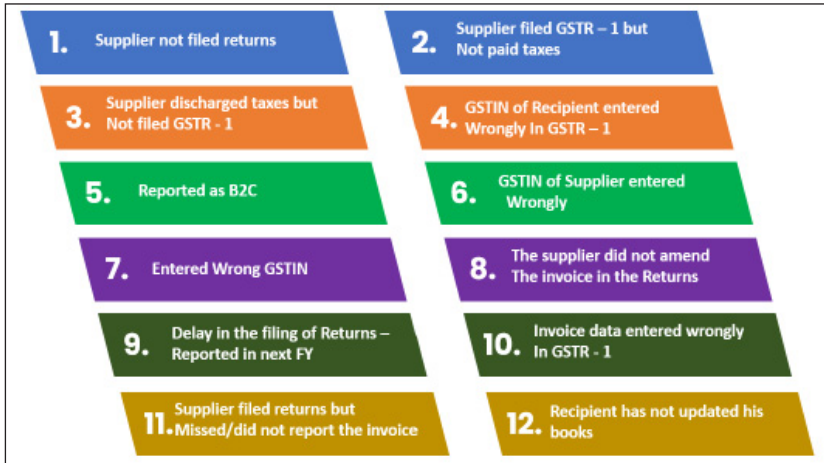 1. Supplier not filed returns
2. Supplier filed GSTR – 1 but
Not paid taxes
3. Supplier discharged taxes but
Not filed GSTR - 1
4. GSTIN of Recipient entered
Wrongly In GSTR – 1
5. Reported as B2C
6. GSTIN of Supplier entered
Wrongly
7. Entered Wrong GSTIN
8. The supplier did not amend
The invoice in the Returns
9. Delay in the filing of Returns –
Reported in next FY
10. Invoice data entered wrongly
In GSTR - 1
11. Supplier filed returns but
Missed/did not report the invoice
12. Recipient has not updated his
books